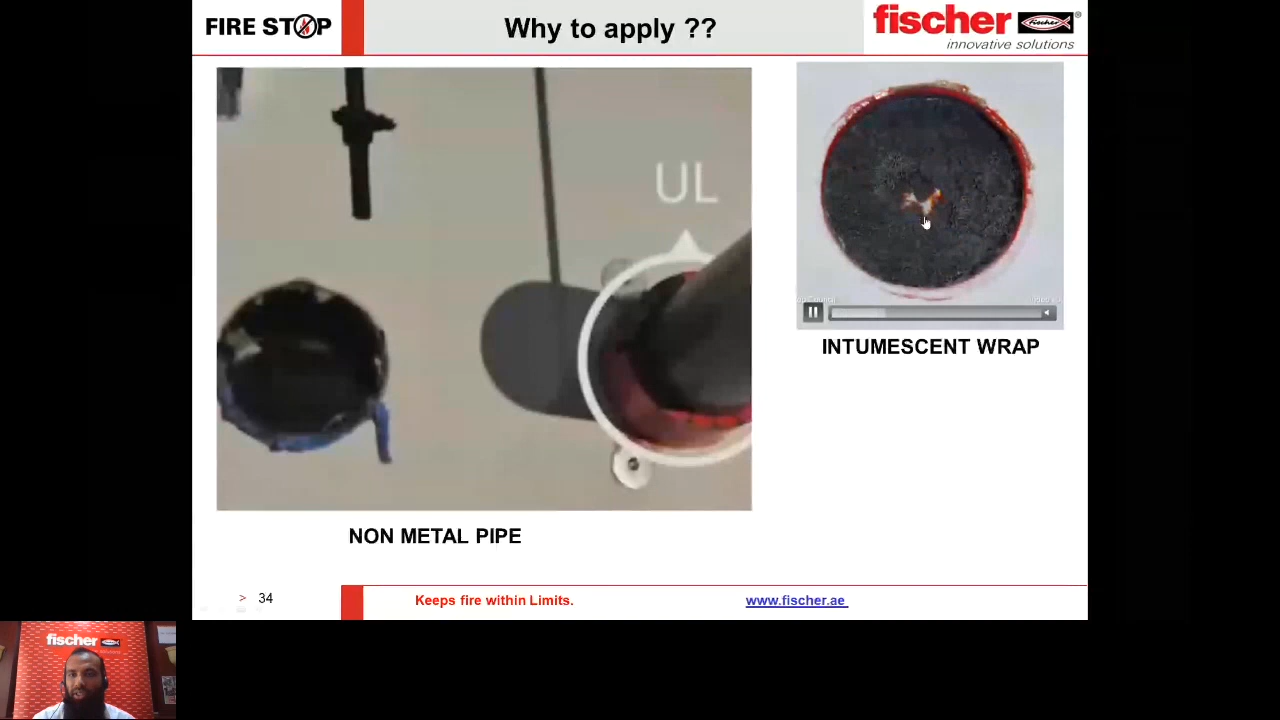 FIRE STOP
Why to apply ??
fischer
innovative solutions
UL
INTUMESCENT WRAP
NON METAL PIPE
> 34
Keeps fire within Limits.
www.fischer.ae
fischer